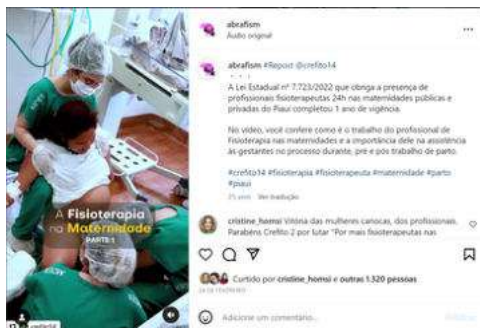 abrafism
Áudio original
abrafism #Repost @crefito14
A Lei Estadual nº 7.723/2022 que obriga a presença de
profissionais fisioterapeutas 24h nas maternidades públicas e
privadas do Piauí completou 1 ano de vigência.
No vídeo, você confere como é o trabalho do profissional de
Fisioterapia nas maternidades e a importância dele na assistência
às gestantes no processo durante, pré e pós trabalho de parto.
#crefito14 #fisioterapia #fisioterapeuta #maternidade #parto
#piaui
Ver tradução
cristine_homsi Vitória das mulheres cariocas, dos profissionais.
Parabéns Crefito 2 por lutar "Por mais fisioterapeutas nas
Curtido por cristine_homsi e outras 1.320 pessoas
Adicione um comentário...
A Fisioterapia
na Maternidade
PARTE 1